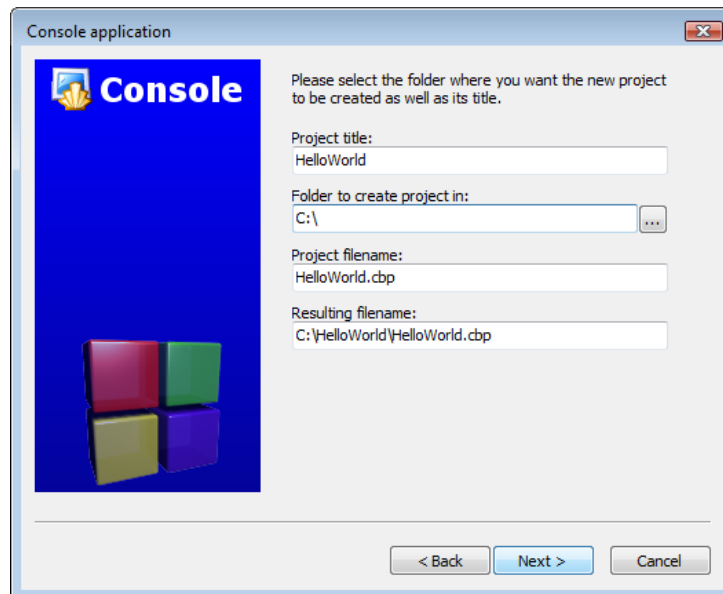 Console application
Console
Please select the folder where you want the new project
to be created as well as its title.
Project title:
HelloWorld
Folder to create project in:
C:\
...
Project filename:
HelloWorld.cbp
Resulting filename:
C:\HelloWorld\HelloWorld.cbp
< Back
Next >
Cancel